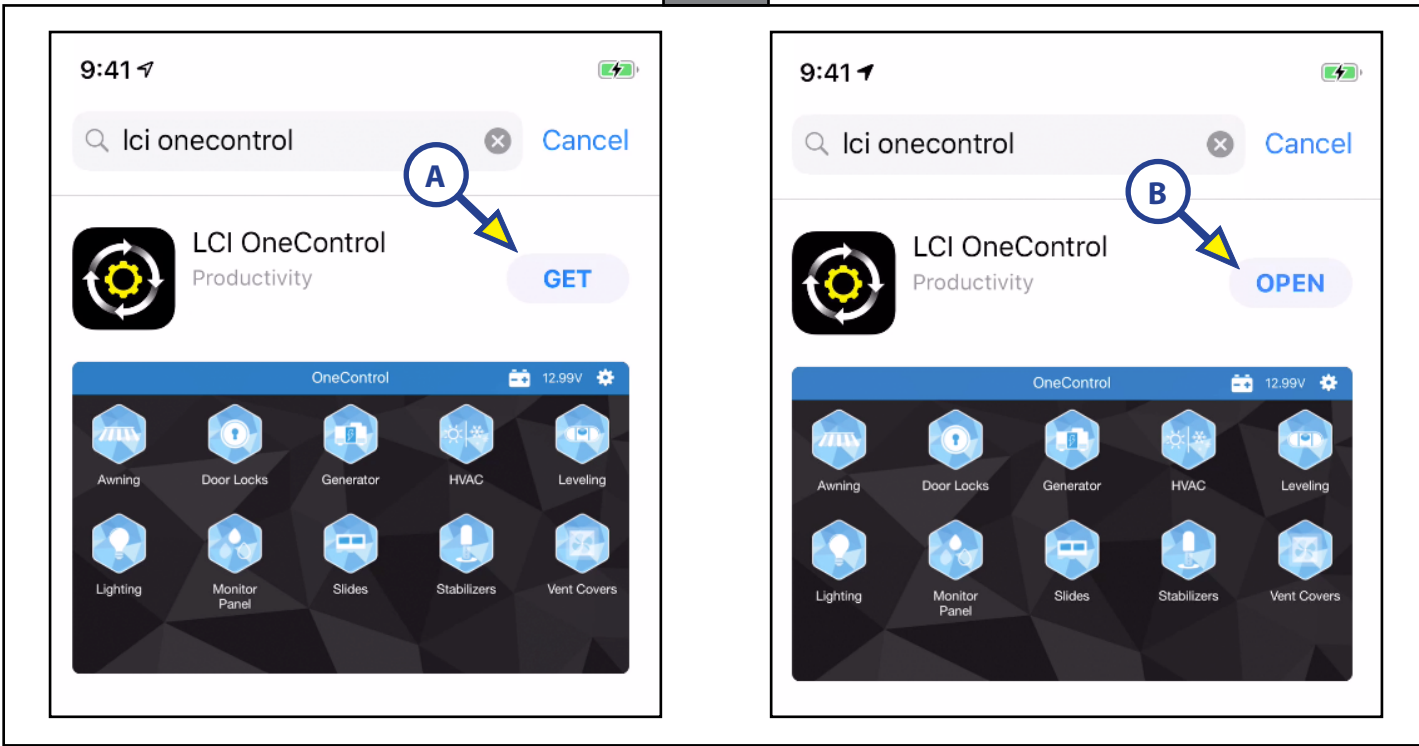 9:41
lci onecontrol
Cancel
A
LCI OneControl
Productivity
GET
OneControl
12.99V
Awning
Door Locks
Generator
HVAC
Leveling
Lighting
Monitor
Panel
Slides
Stabilizers
Vent Covers
9:41
lci onecontrol
Cancel
B
LCI OneControl
Productivity
OPEN
OneControl
12.99V
Awning
Door Locks
Generator
HVAC
Leveling
Lighting
Monitor
Panel
Slides
Stabilizers
Vent Covers